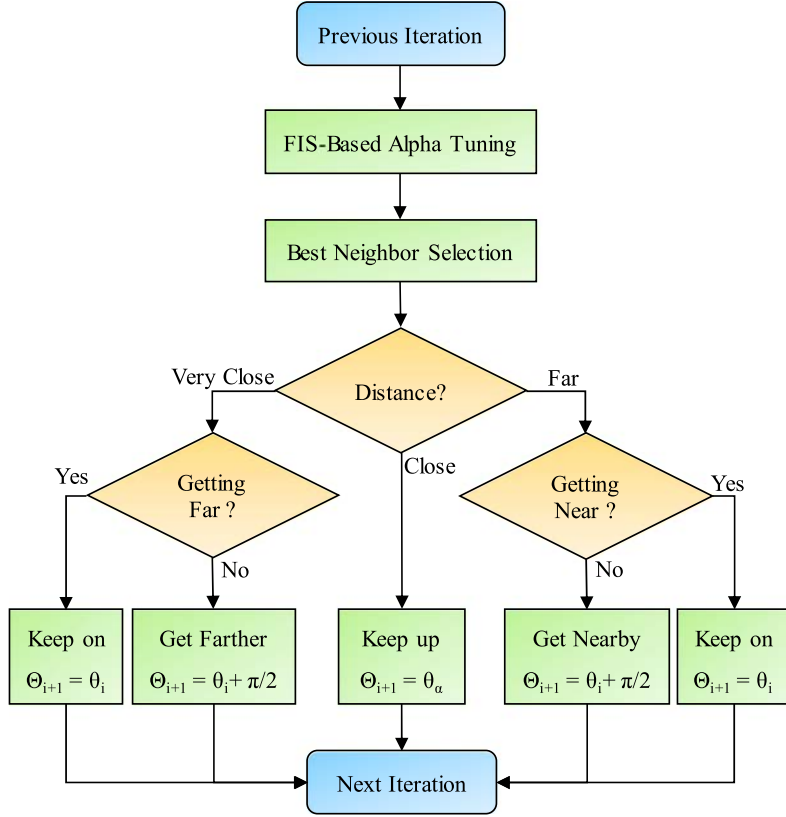 Previous Iteration
FIS-Based Alpha Tuning
Best Neighbor Selection
Distance?
Very Close
Far
Close
Getting
Far ?
Yes
No
Getting
Near ?
Yes
No
Keep on
Θi+1 = θi
Get Farther
Θi+1 = θi+ π/2
Keep up
Θi+1 = θα
Get Nearby
Θi+1 = θi+ π/2
Keep on
Θi+1 = θi
Next Iteration